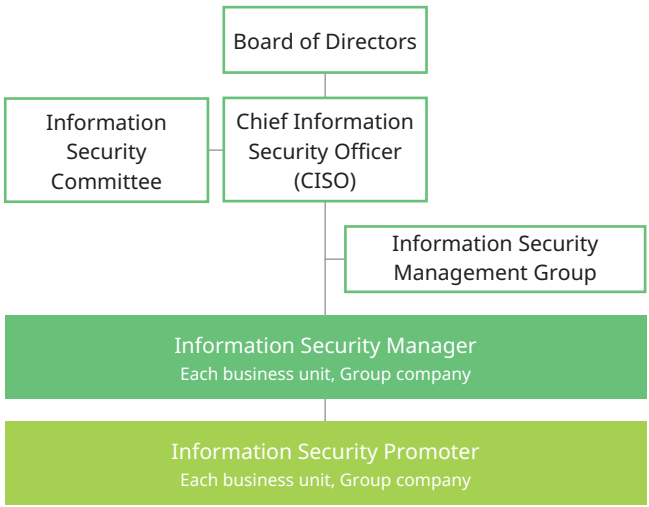 Board of Directors
Information
Security
Committee
Chief Information
Security Officer
(CISO)
Information Security
Management Group
Information Security Manager
Each business unit, Group company
Information Security Promoter
Each business unit, Group company